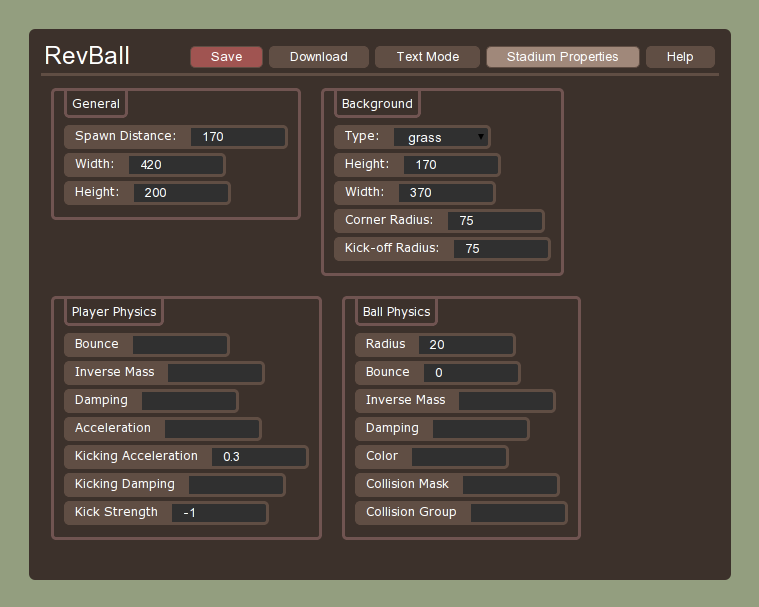 RevBall
Save Download Text Mode Stadium Properties Help
General
Spawn Distance: 170
Width: 420
Height: 200
Background
Type: grass
Height: 170
Width: 370
Corner Radius: 75
Kick-off Radius: 75
Player Physics
Bounce
Inverse Mass
Damping
Acceleration
Kicking Acceleration 0.3
Kicking Damping
Kick Strength -1
Ball Physics
Radius 20
Bounce 0
Inverse Mass
Damping
Color
Collision Mask
Collision Group